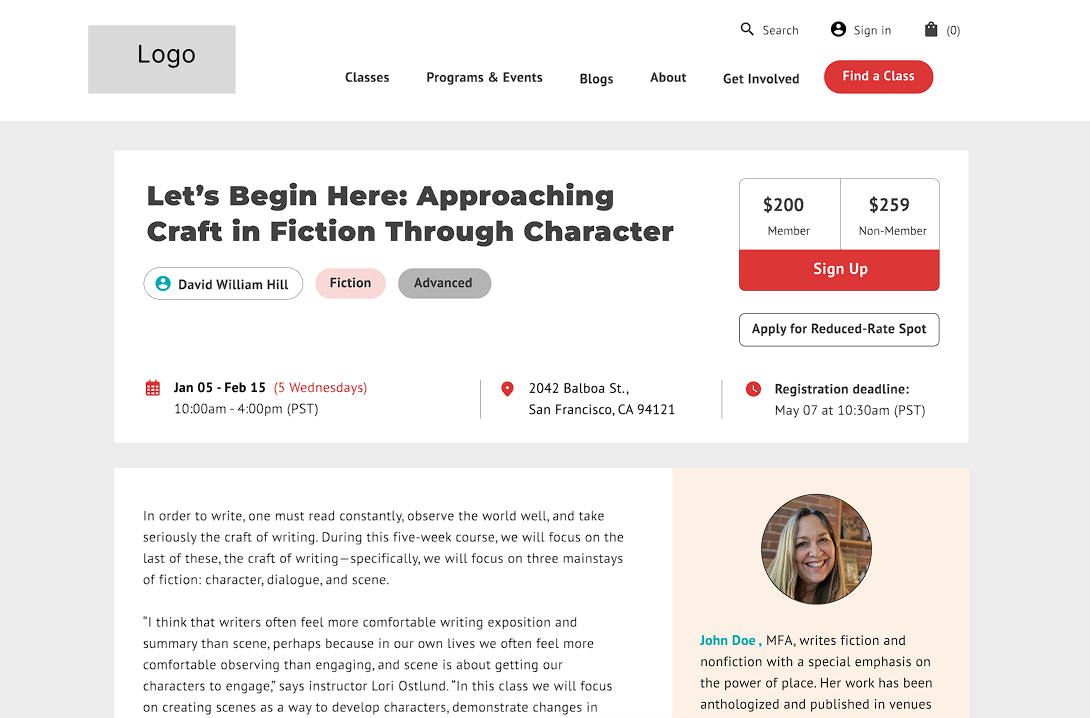 Logo
Search
Sign in
(0)
Classes
Programs & Events
Blogs
About
Get Involved
Find a Class
Let’s Begin Here: Approaching
Craft in Fiction Through Character
$200
Member
$259
Non-Member
Sign Up
David William Hill
Fiction
Advanced
Apply for Reduced-Rate Spot
Jan 05 - Feb 15 (5 Wednesdays)
10:00am - 4:00pm (PST)
2042 Balboa St.,
San Francisco, CA 94121
Registration deadline:
May 07 at 10:30am (PST)
In order to write, one must read constantly, observe the world well, and take
seriously the craft of writing. During this five-week course, we will focus on the
last of these, the craft of writing—specifically, we will focus on three mainstays
of fiction: character, dialogue, and scene.
“I think that writers often feel more comfortable writing exposition and
summary than scene, perhaps because in our own lives we often feel more
comfortable observing than engaging, and scene is about getting our
characters to engage,” says instructor Lori Ostlund. “In this class we will focus
on creating scenes as a way to develop characters, demonstrate changes in
John Doe , MFA, writes fiction and
nonfiction with a special emphasis on
the power of place. Her work has been
anthologized and published in venues